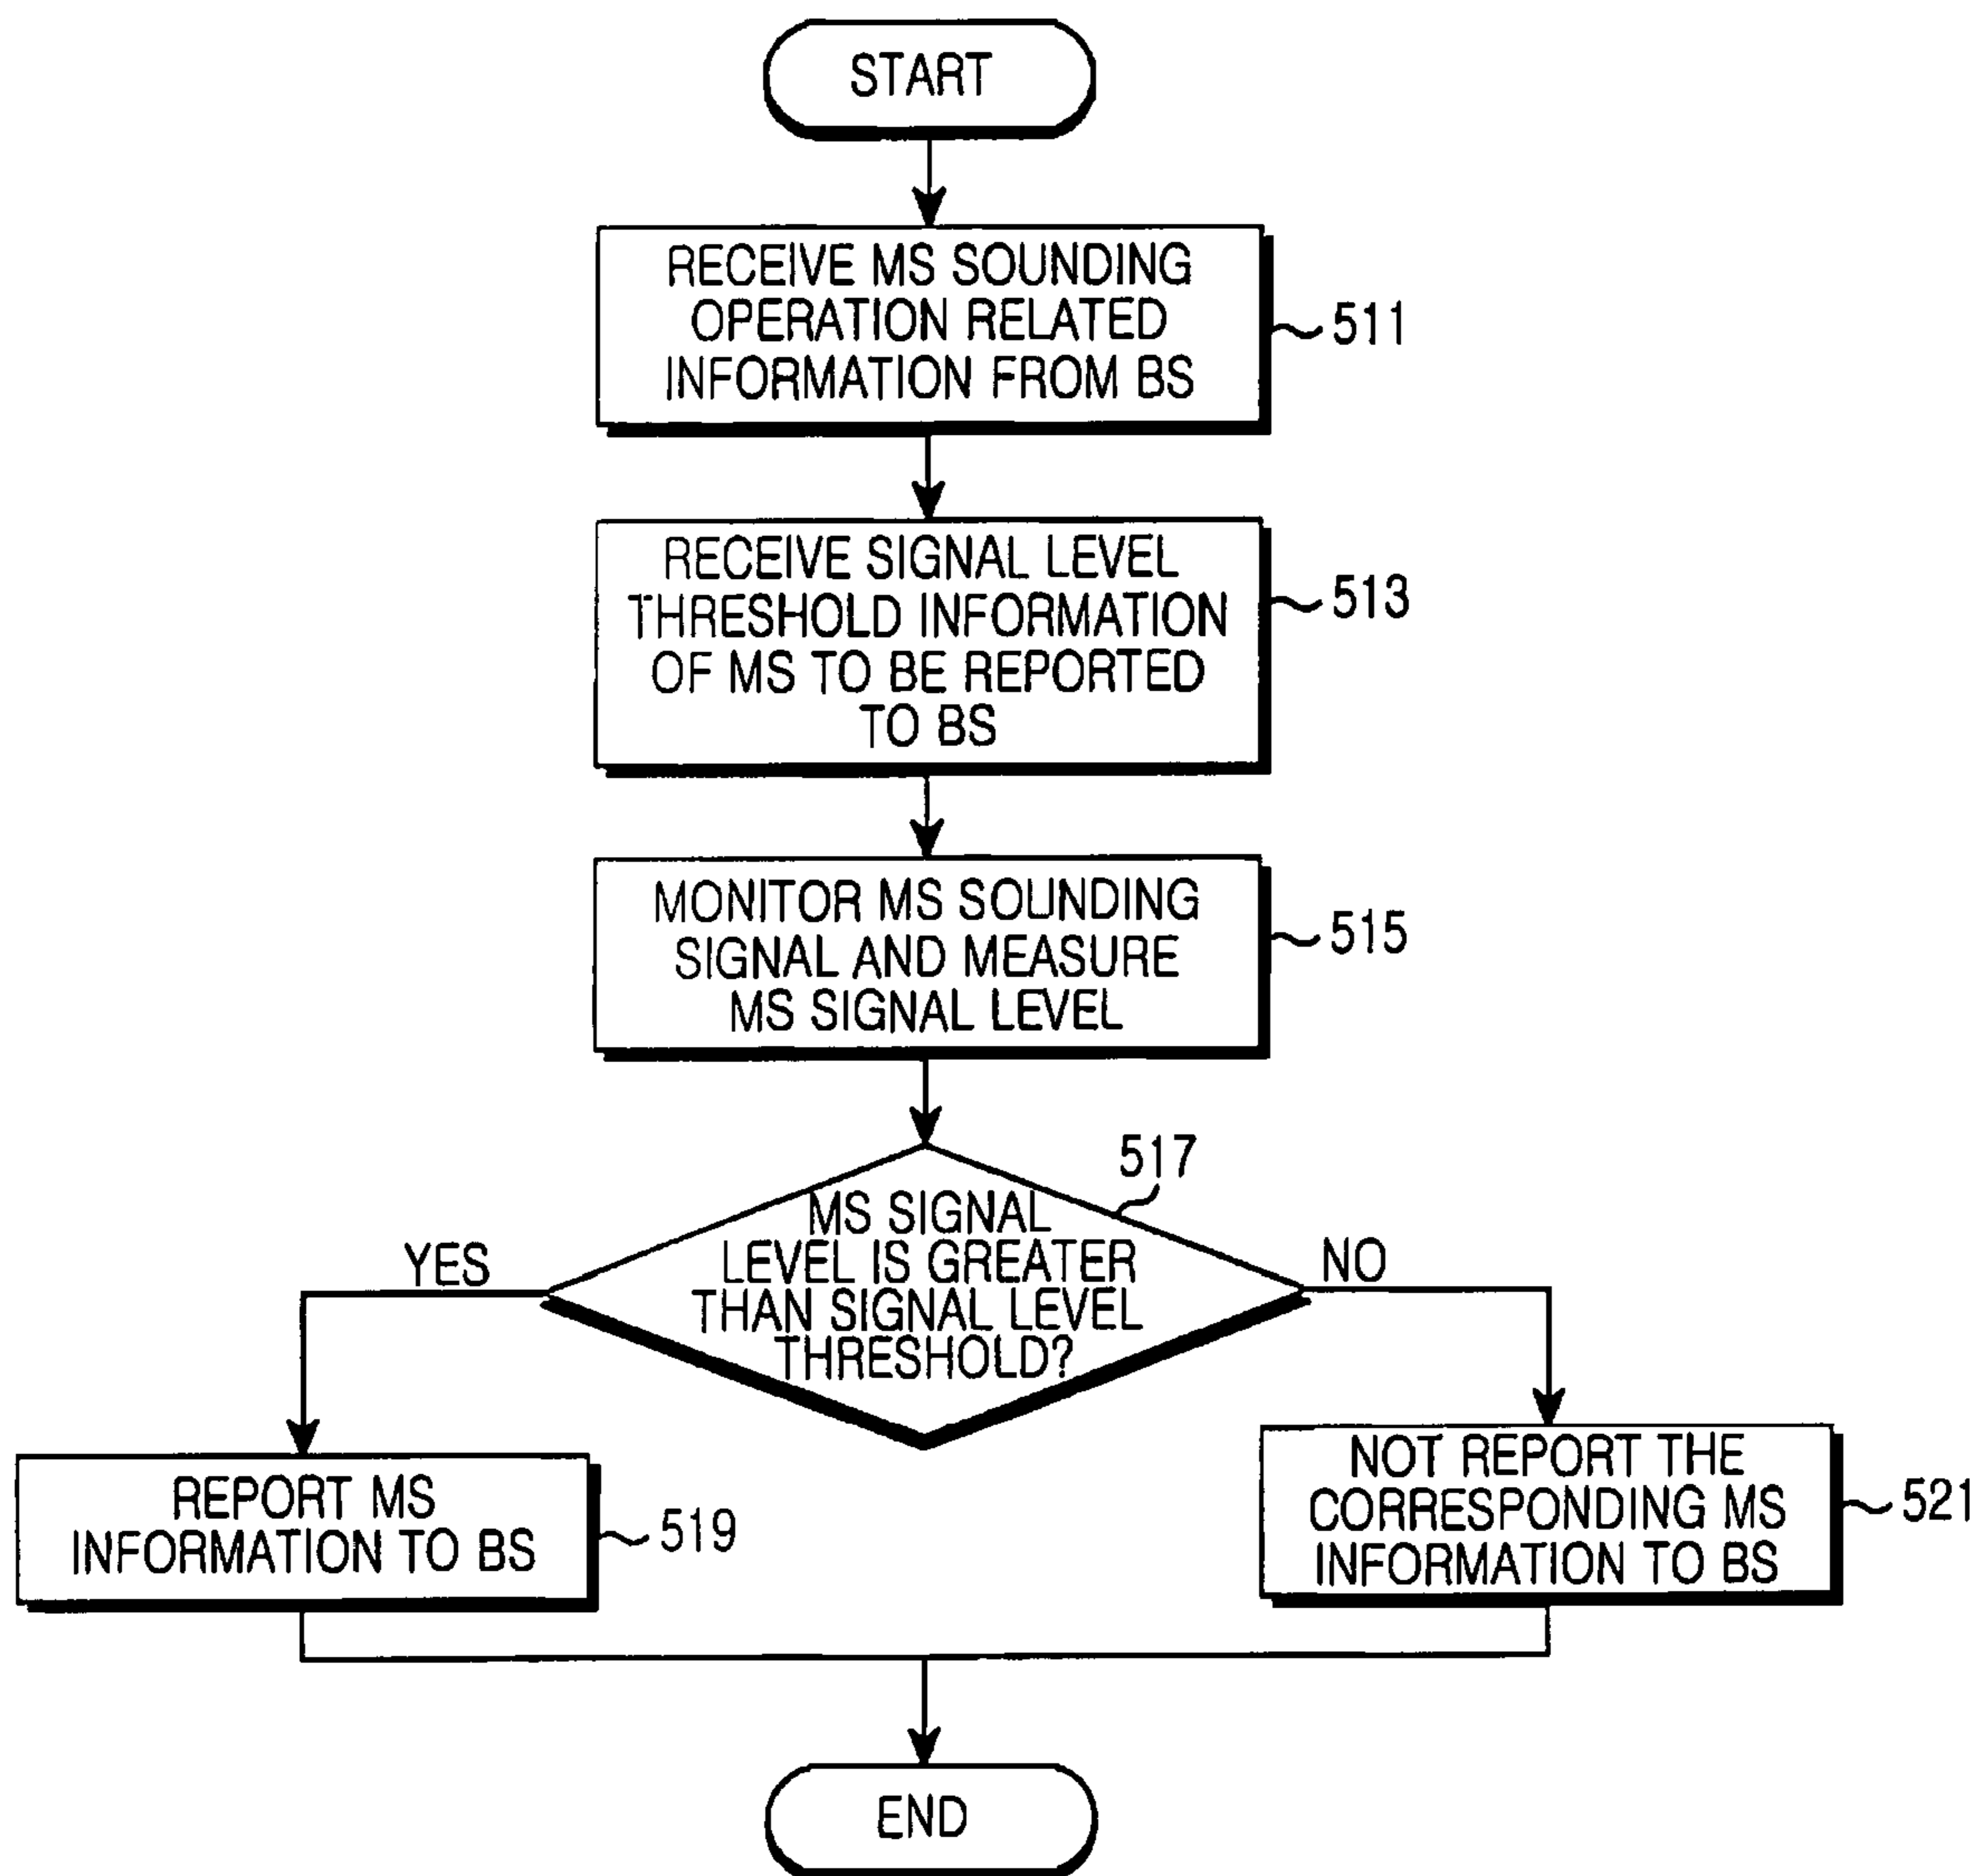 START
RECEIVE MS SOUNDING
OPERATION RELATED
INFORMATION FROM BS
511
RECEIVE SIGNAL LEVEL
THRESHOLD INFORMATION
OF MS TO BE REPORTED
TO BS
513
MONITOR MS SOUNDING
SIGNAL AND MEASURE
MS SIGNAL LEVEL
515
517
MS SIGNAL
LEVEL IS GREATER
THAN SIGNAL LEVEL
THRESHOLD?
YES
NO
REPORT MS
INFORMATION TO BS
519
NOT REPORT THE
CORRESPONDING MS
INFORMATION TO BS
521
END